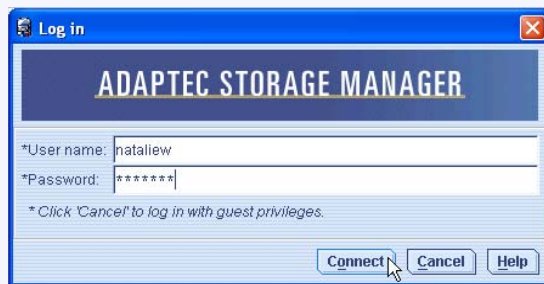 Log in
ADAPTEC STORAGE MANAGER
*User name: nataliew
*Password: *******
* Click 'Cancel' to log in with guest privileges.
Connect Cancel Help